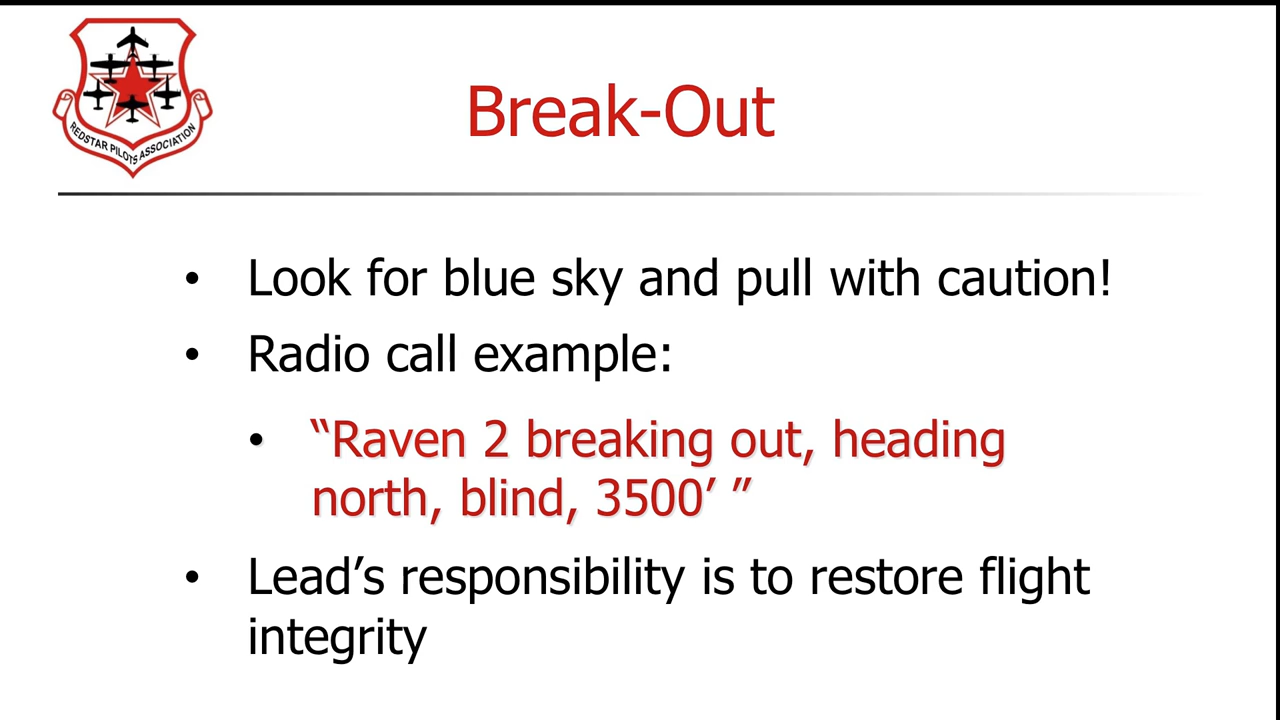 REDSTAR PILOTS ASSOCIATION
Break-Out
• Look for blue sky and pull with caution!
• Radio call example:
• “Raven 2 breaking out, heading
north, blind, 3500’ ”
• Lead’s responsibility is to restore flight
integrity